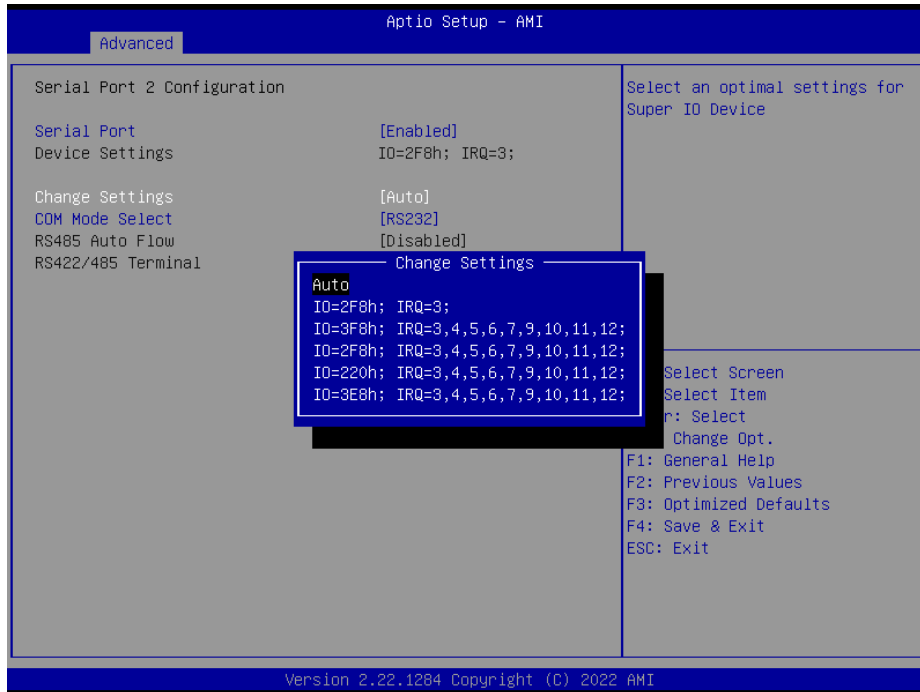 Aptio Setup – AMI
Advanced
Serial Port 2 Configuration
Serial Port [Enabled]
Device Settings IO=2F8h; IRQ=3;
Change Settings [Auto]
COM Mode Select [RS232]
RS485 Auto Flow [Disabled]
RS422/485 Terminal
Change Settings
Auto
IO=2F8h; IRQ=3;
IO=3F8h; IRQ=3,4,5,6,7,9,10,11,12;
IO=2F8h; IRQ=3,4,5,6,7,9,10,11,12;
IO=220h; IRQ=3,4,5,6,7,9,10,11,12;
IO=3E8h; IRQ=3,4,5,6,7,9,10,11,12;
Select an optimal settings for
Super IO Device
Select Screen
Select Item
r: Select
Change Opt.
F1: General Help
F2: Previous Values
F3: Optimized Defaults
F4: Save & Exit
ESC: Exit
Version 2.22.1284 Copyright (C) 2022 AMI